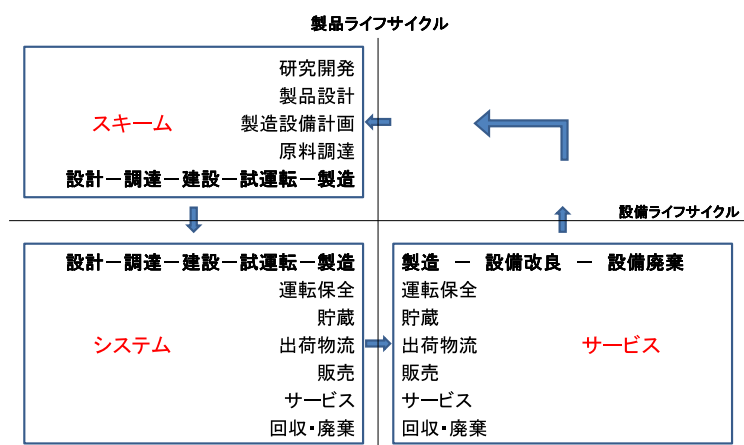 製品ライフサイクル
研究開発
製品設計
スキーム
製造設備計画
原料調達
設計－調達－建設－試運転－製造
設備ライフサイクル
設計－調達－建設－試運転－製造
運転保全
貯蔵
システム
出荷物流
販売
サービス
回収・廃棄
製造 － 設備改良 － 設備廃棄
運転保全
貯蔵
出荷物流
サービス
販売
サービス
回収・廃棄